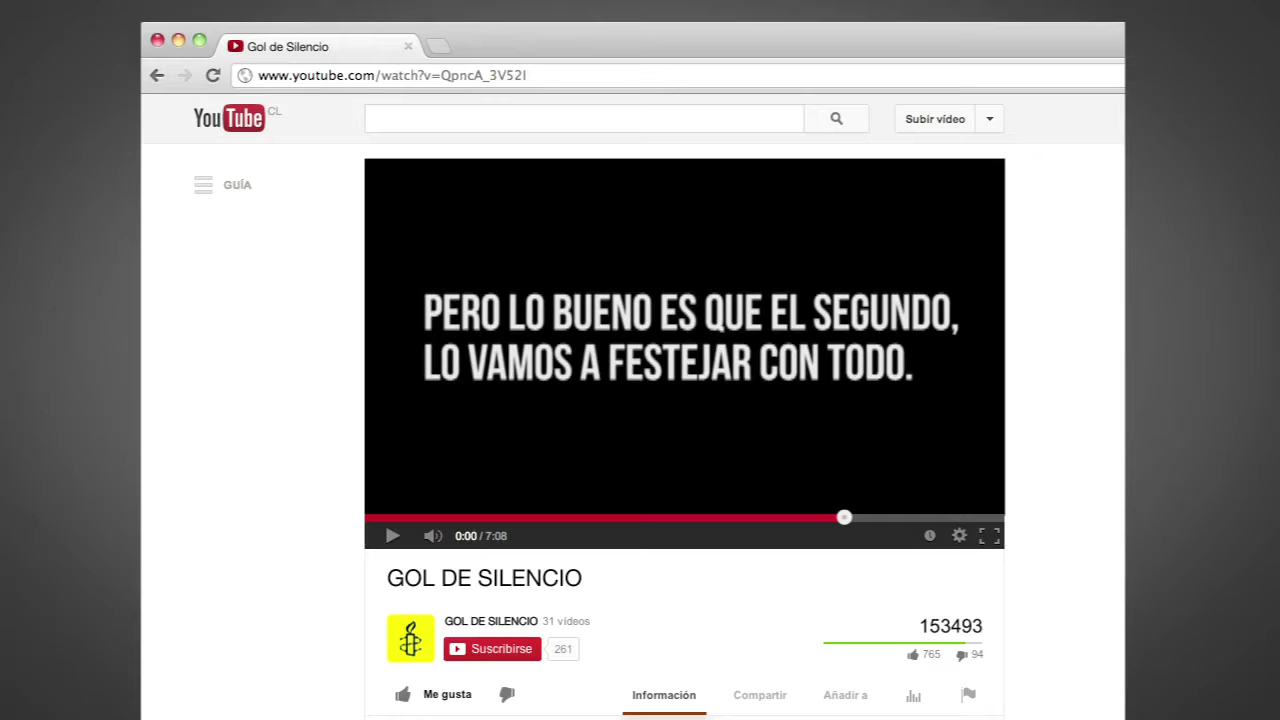 Gol de Silencio
www.youtube.com/watch?v=QpncA_3V52I
YouTube CL
Subir vídeo
GUÍA
PERO LO BUENO ES QUE EL SEGUNDO,
LO VAMOS A FESTEJAR CON TODO.
0:00 / 7:08
GOL DE SILENCIO
GOL DE SILENCIO 31 vídeos
Suscribirse 261
153493
765 94
Me gusta Información Compartir Añadir a